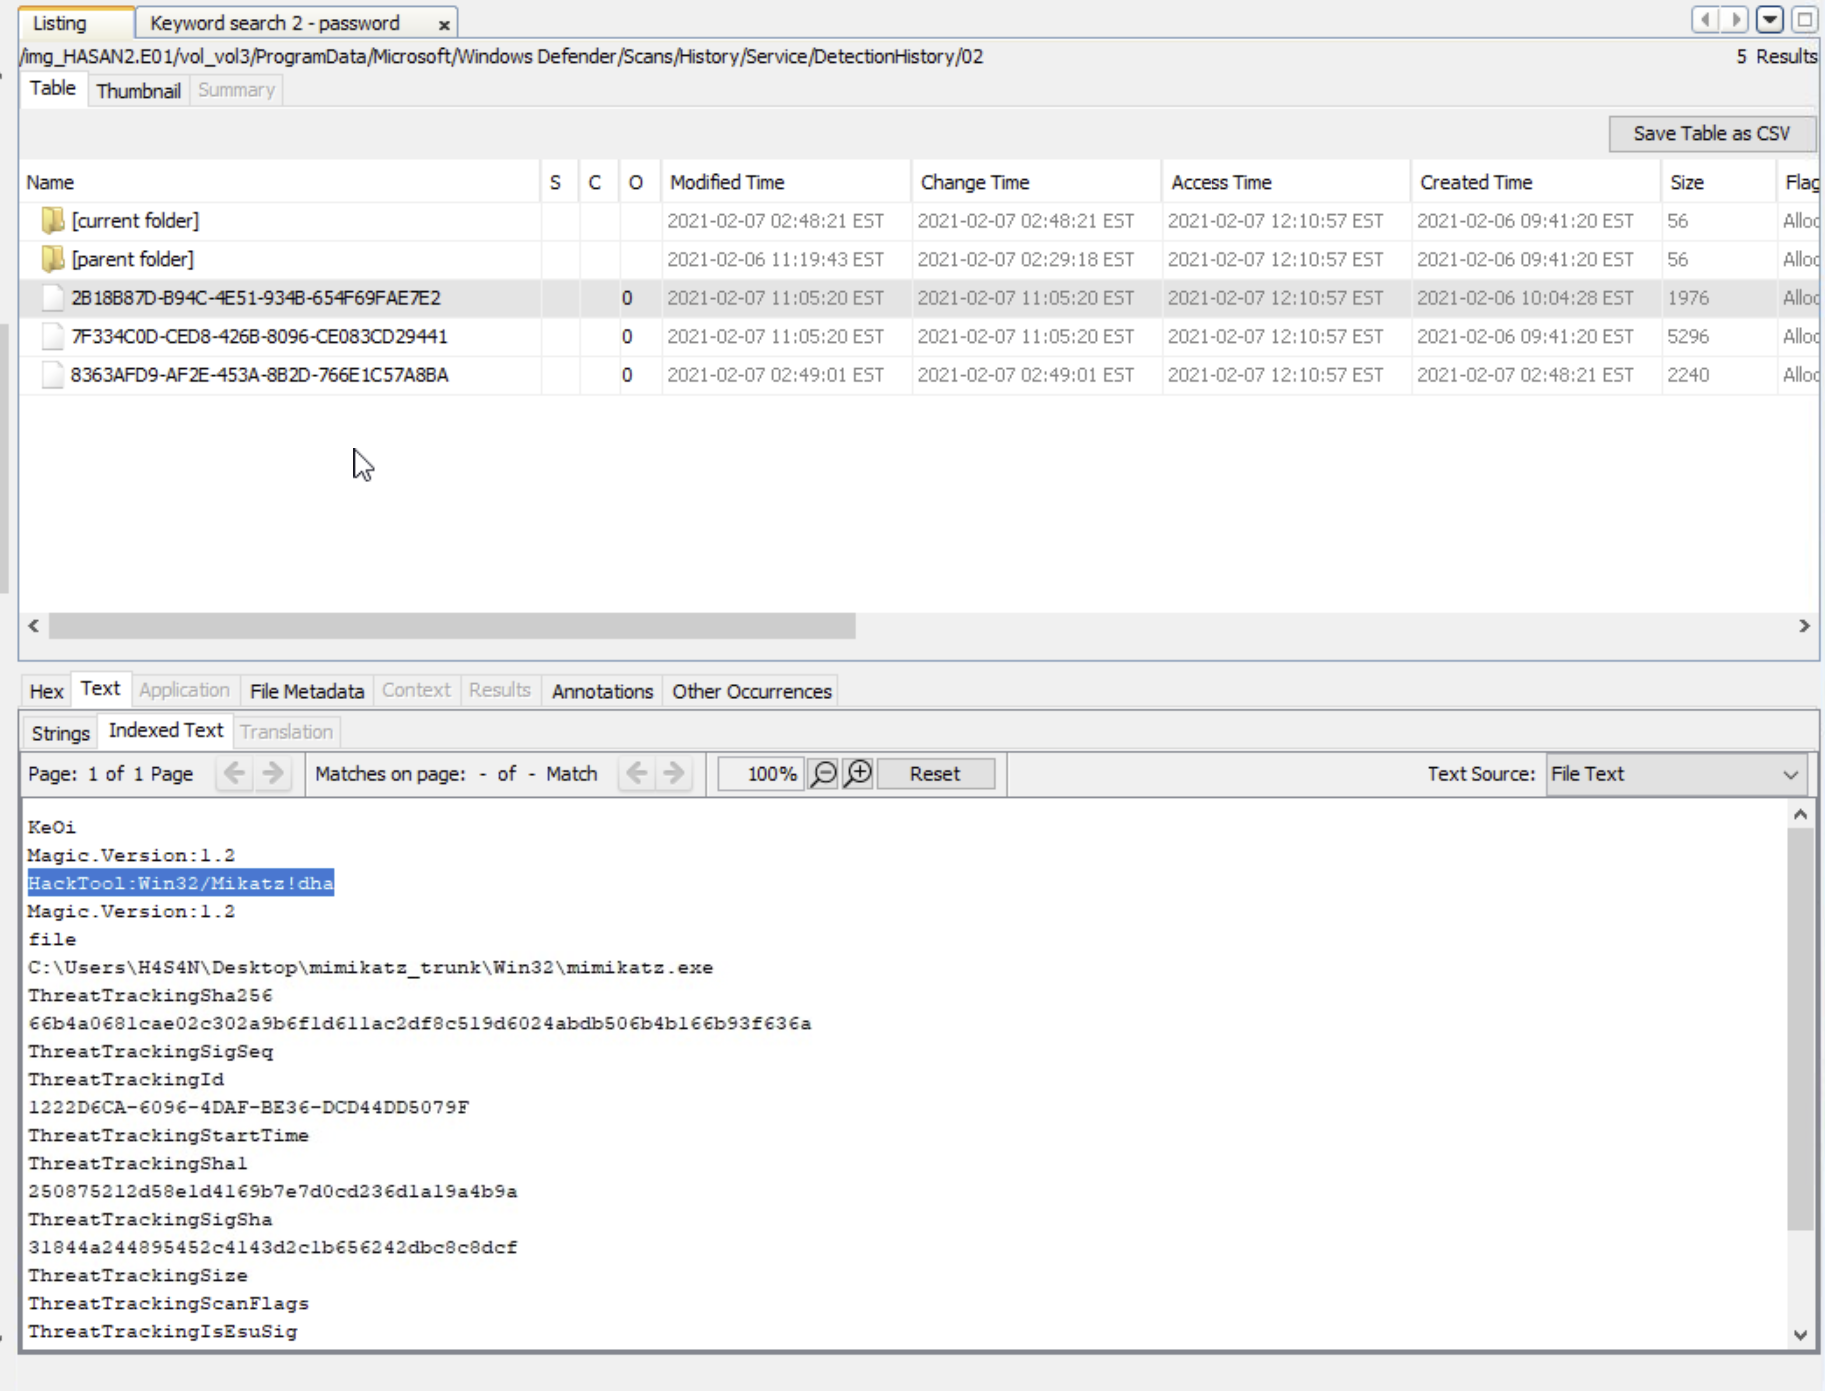 Listing Keyword search 2 - password x
/img_HASAN2.E01/vol_vol3/ProgramData/Microsoft/Windows Defender/Scans/History/Service/DetectionHistory/02 5 Results
Table Thumbnail Summary
Save Table as CSV
Name S C O Modified Time Change Time Access Time Created Time Size Flag
[current folder] 2021-02-07 02:48:21 EST 2021-02-07 02:48:21 EST 2021-02-07 12:10:57 EST 2021-02-06 09:41:20 EST 56 Alloc
[parent folder] 2021-02-06 11:19:43 EST 2021-02-07 02:29:18 EST 2021-02-07 12:10:57 EST 2021-02-06 09:41:20 EST 56 Alloc
2B18B87D-B94C-4E51-934B-654F69FAE7E2 0 2021-02-07 11:05:20 EST 2021-02-07 11:05:20 EST 2021-02-07 12:10:57 EST 2021-02-06 10:04:28 EST 1976 Alloc
7F334C0D-CED8-426B-8096-CE083CD29441 0 2021-02-07 11:05:20 EST 2021-02-07 11:05:20 EST 2021-02-07 12:10:57 EST 2021-02-06 09:41:20 EST 5296 Alloc
8363AFD9-AF2E-453A-8B2D-766E1C57A8BA 0 2021-02-07 02:49:01 EST 2021-02-07 02:49:01 EST 2021-02-07 12:10:57 EST 2021-02-07 02:48:21 EST 2240 Alloc
Hex Text Application File Metadata Context Results Annotations Other Occurrences
Strings Indexed Text Translation
Page: 1 of 1 Page Matches on page: - of - Match 100% Reset Text Source: File Text
KeOi
Magic.Version:1.2
HackTool:Win32/Mikatz!dha
Magic.Version:1.2
file
C:\Users\H4S4N\Desktop\mimikatz_trunk\Win32\mimikatz.exe
ThreatTrackingSha256
66b4a0681cae02c302a9b6f1d611ac2df8c519d6024abdb506b4b166b93f636a
ThreatTrackingSigSeq
ThreatTrackingId
1222D6CA-6096-4DAF-BE36-DCD44DD5079F
ThreatTrackingStartTime
ThreatTrackingSha1
250875212d58e1d4169b7e7d0cd236d1a19a4b9a
ThreatTrackingSigSha
31844a244895452c4143d2c1b656242dbc8c8dcf
ThreatTrackingSize
ThreatTrackingScanFlags
ThreatTrackingIsEsuSig